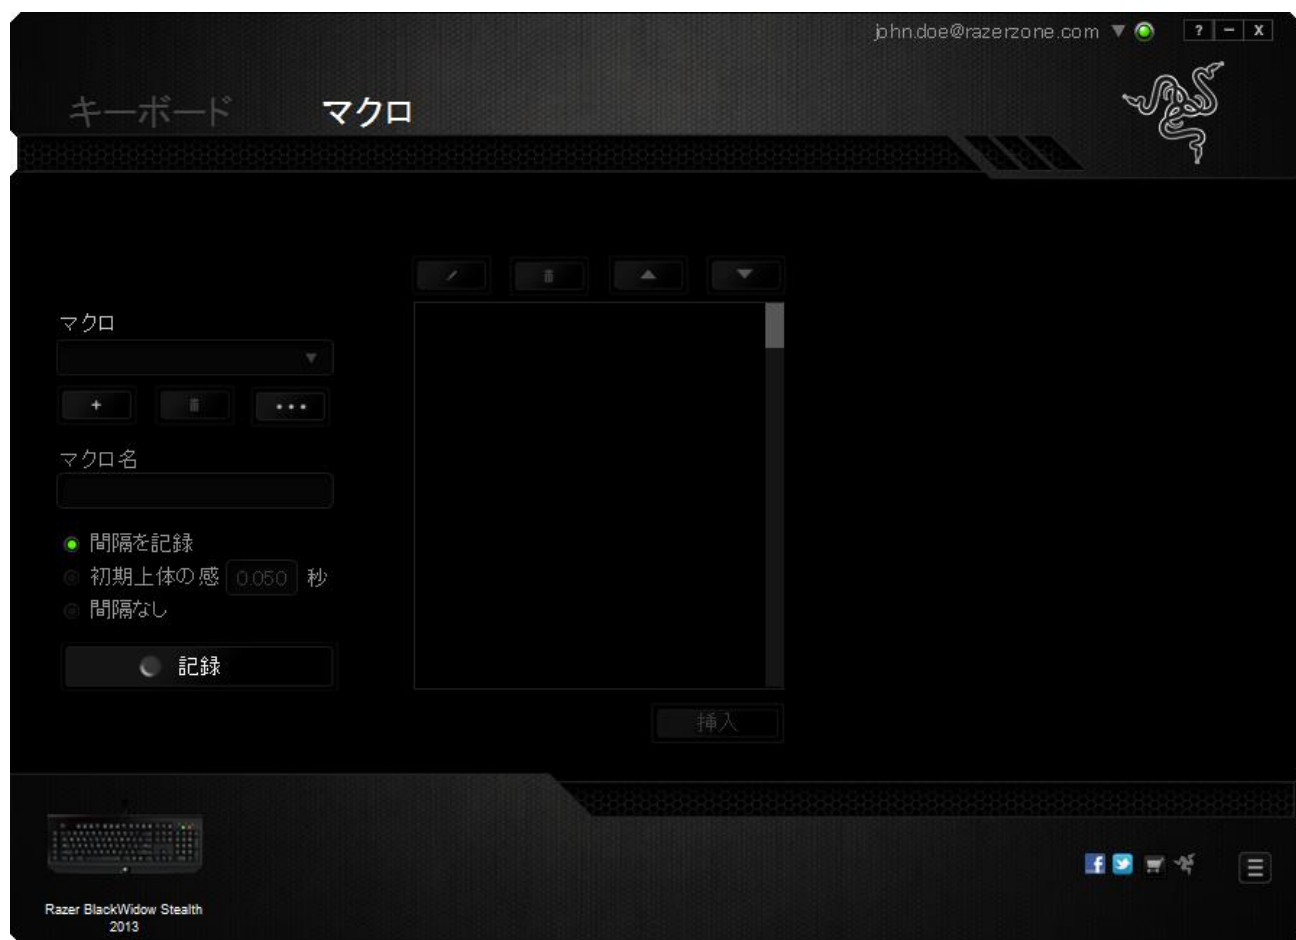 john.doe@razerzone.com
? - X
キーボード マクロ
マクロ
+
マクロ名
間隔を記録
初期上体の感 0.050 秒
間隔なし
記録
挿入
Razer BlackWidow Stealth
2013